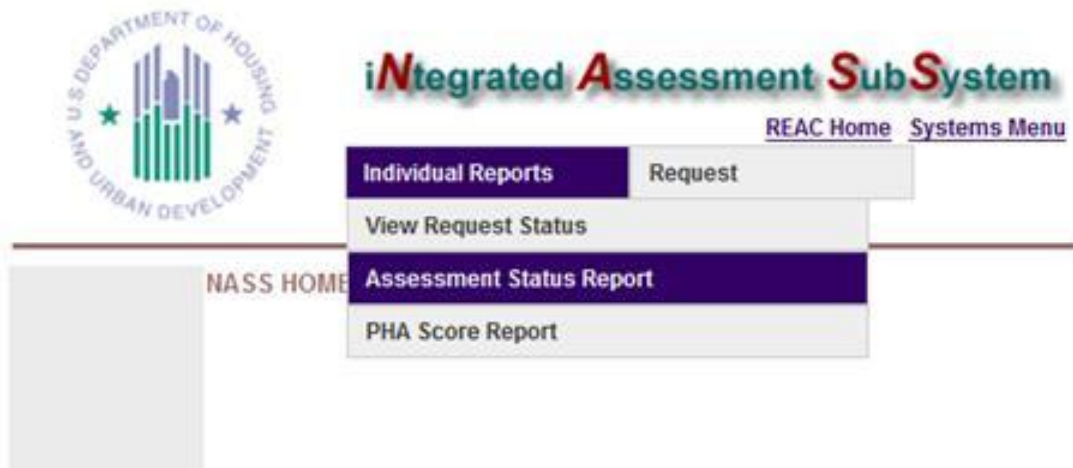 U.S. DEPARTMENT OF HOUSING
AND URBAN DEVELOPMENT
iNtegrated Assessment SubSystem
REAC Home Systems Menu
Individual Reports Request
View Request Status
NASS HOME Assessment Status Report
PHA Score Report